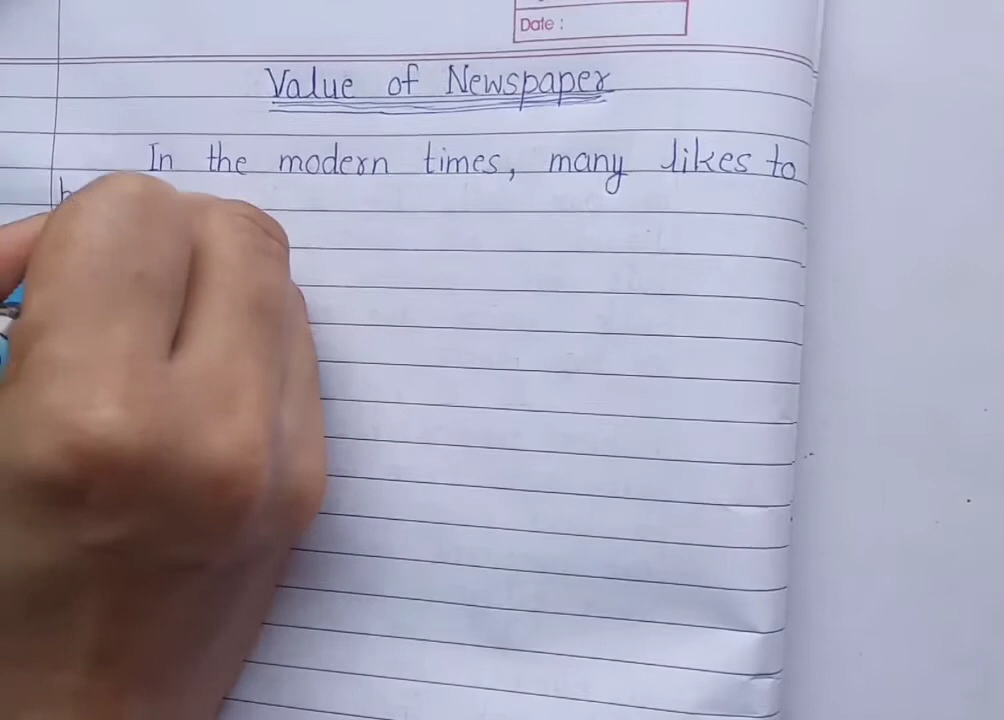 Date :
Value of Newspaper
In the modern times, many likes to